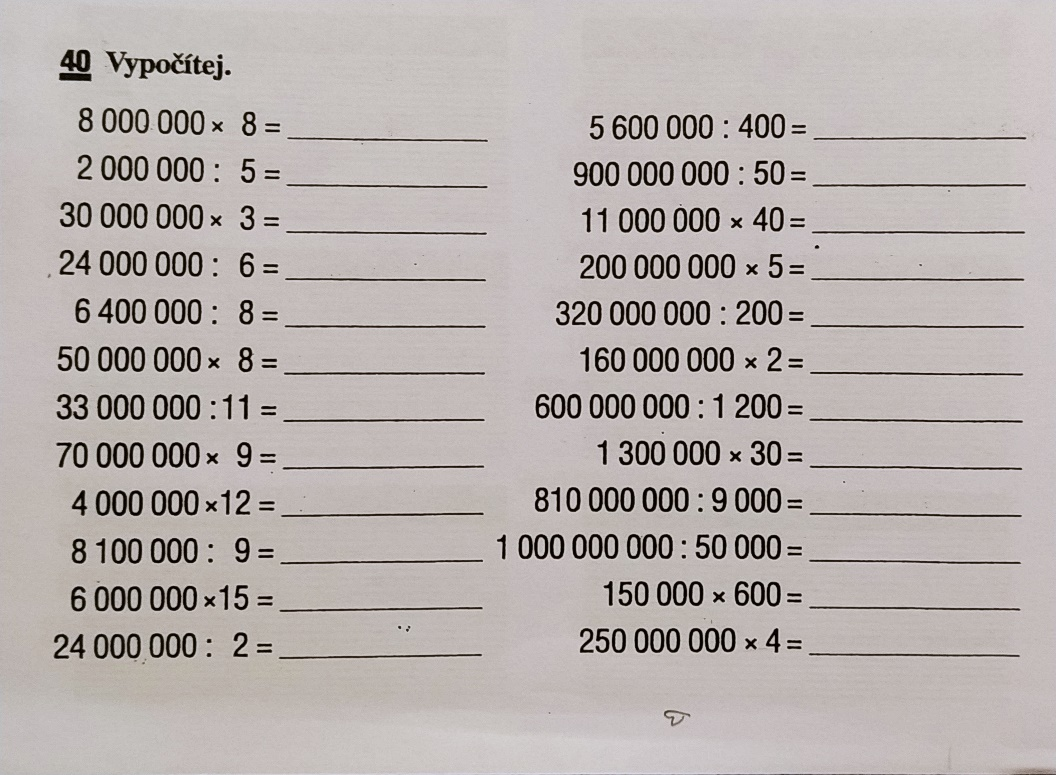 40 Vypočítej.
8 000 000 × 8 = 
2 000 000 : 5 = 
30 000 000 × 3 = 
24 000 000 : 6 = 
6 400 000 : 8 = 
50 000 000 × 8 = 
33 000 000 : 11 = 
70 000 000 × 9 = 
4 000 000 × 12 = 
8 100 000 : 9 = 
6 000 000 × 15 = 
24 000 000 : 2 = 
5 600 000 : 400 = 
900 000 000 : 50 = 
11 000 000 × 40 = 
200 000 000 × 5 = 
320 000 000 : 200 = 
160 000 000 × 2 = 
600 000 000 : 1 200 = 
1 300 000 × 30 = 
810 000 000 : 9 000 = 
1 000 000 000 : 50 000 = 
150 000 × 600 = 
250 000 000 × 4 =